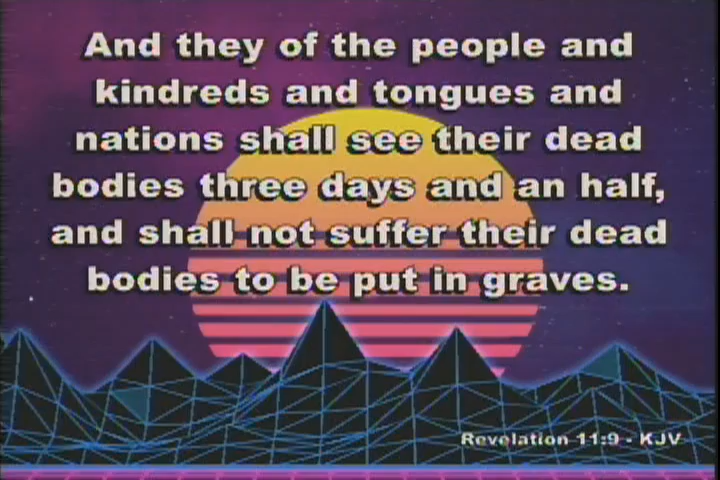 And they of the people and
kindreds and tongues and
nations shall see their dead
bodies three days and an half,
and shall not suffer their dead
bodies to be put in graves.
Revelation 11:9 - KJV